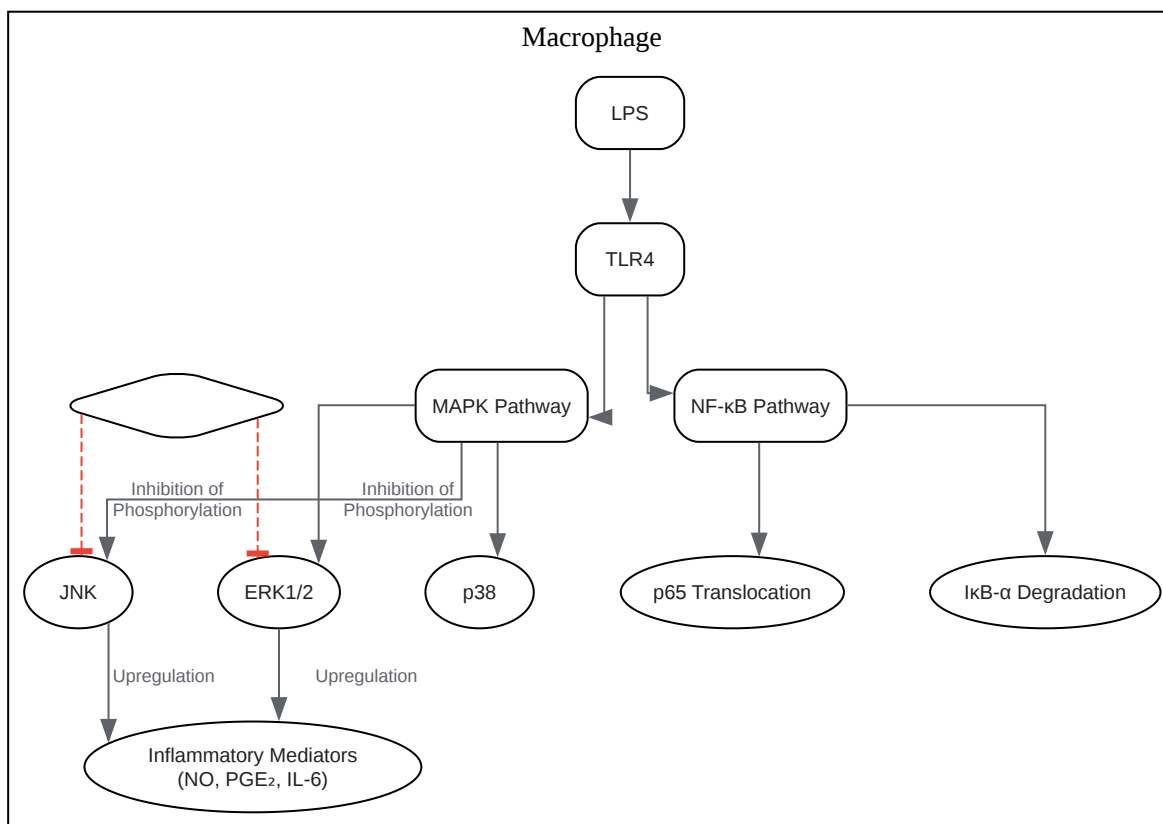 Macrophage
LPS
TLR4
MAPK Pathway
NF-κB Pathway
Inhibition of
Phosphorylation
Inhibition of
Phosphorylation
JNK
ERK1/2
p38
p65 Translocation
IκB-α Degradation
Upregulation
Upregulation
Inflammatory Mediators
(NO, PGE₂, IL-6)